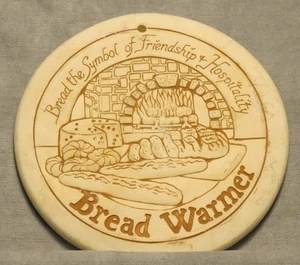 Bread the Symbol of Friendship & Hospitality
Bread Warmer